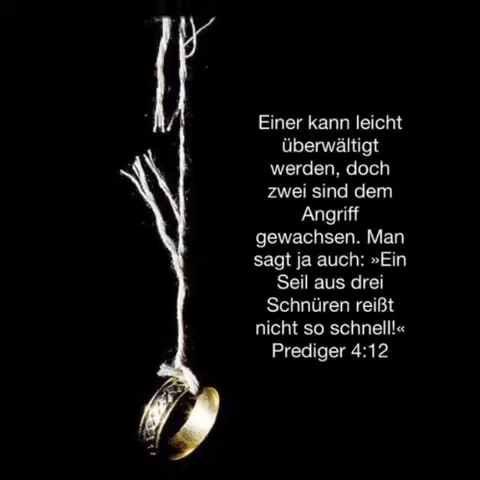 Einer kann leicht
überwältigt
werden, doch
zwei sind dem
Angriff
gewachsen. Man
sagt ja auch: »Ein
Seil aus drei
Schnüren reißt
nicht so schnell!«
Prediger 4:12